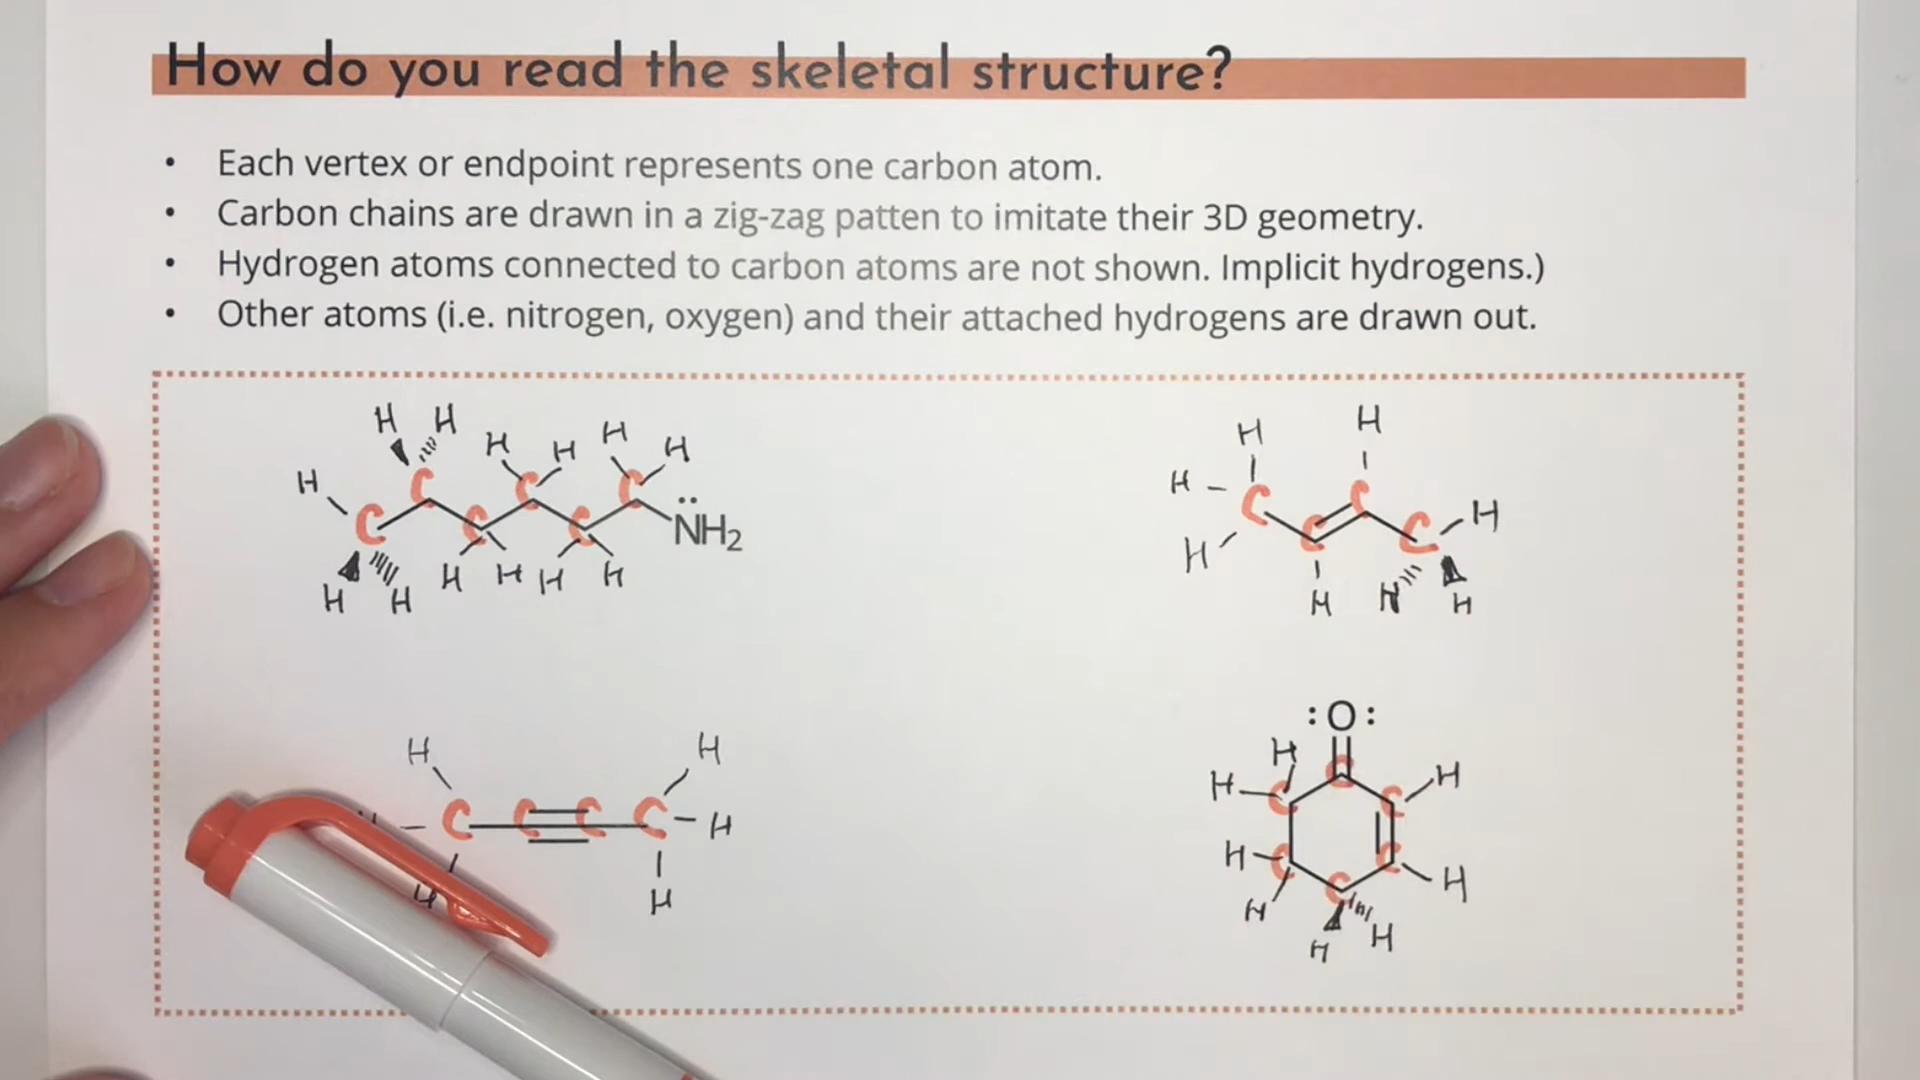 How do you read the skeletal structure?
• Each vertex or endpoint represents one carbon atom.
• Carbon chains are drawn in a zig-zag patten to imitate their 3D geometry.
• Hydrogen atoms connected to carbon atoms are not shown. Implicit hydrogens.)
• Other atoms (i.e. nitrogen, oxygen) and their attached hydrogens are drawn out.
H H H H H H
H C C C C C C NH2
H H H H H H
H H
H C C C C H
H H H H
H H
C C C C H
H H
:O:
H C H
H C C
H C C H
H C
H H